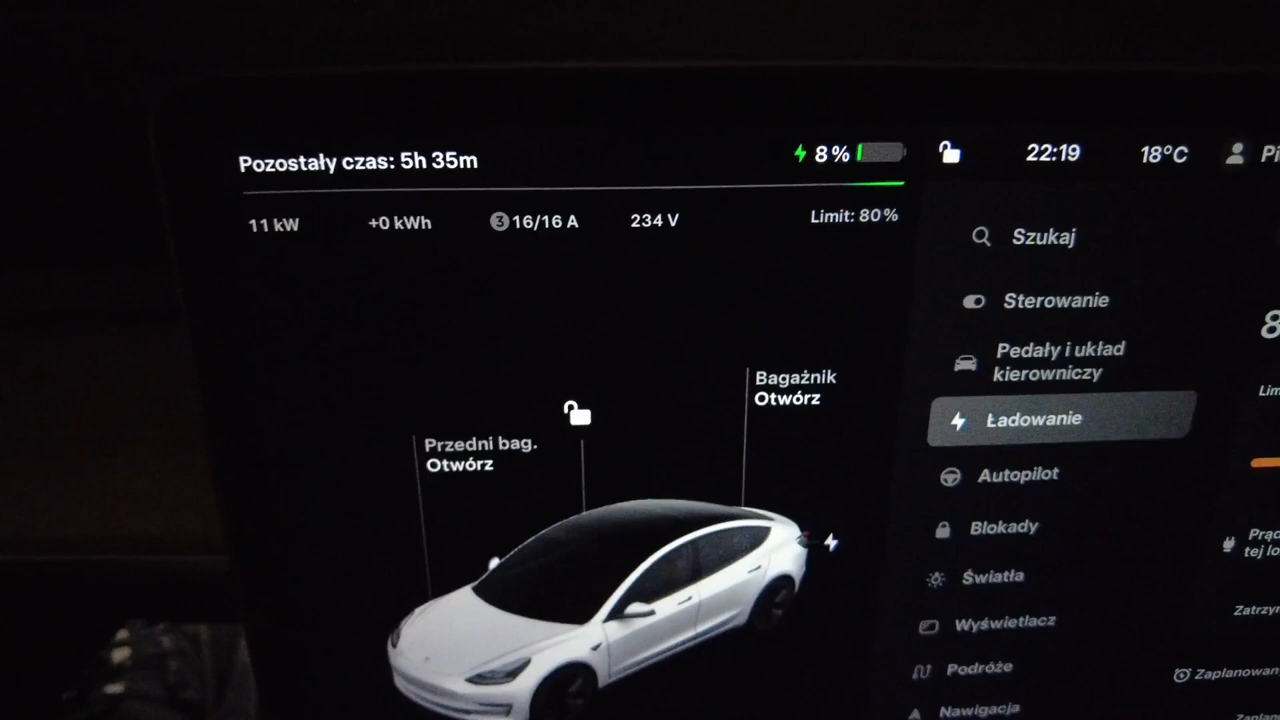 Pozostały czas: 5h 35m
8%
22:19
18°C
11 kW
+0 kWh
3 16/16 A
234 V
Limit: 80%
Szukaj
Sterowanie
Pedały i układ
kierowniczy
Ładowanie
Autopilot
Blokady
Światła
Wyświetlacz
Podróże
Nawigacja
Bagażnik
Otwórz
Przedni bag.
Otwórz
8